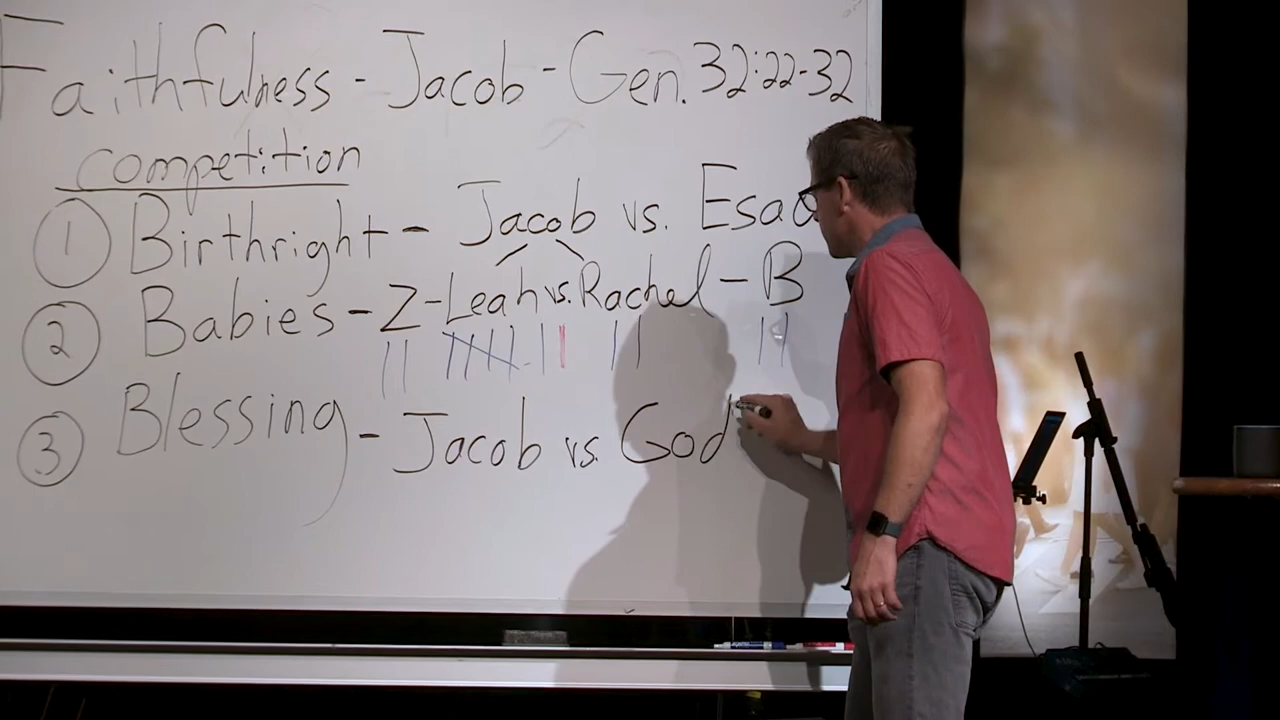 Faithfulness - Jacob - Gen. 32:22-32
competition
1 Birthright - Jacob vs. Esau
2 Babies - Z - Leah vs. Rachel - B
3 Blessing - Jacob vs. God